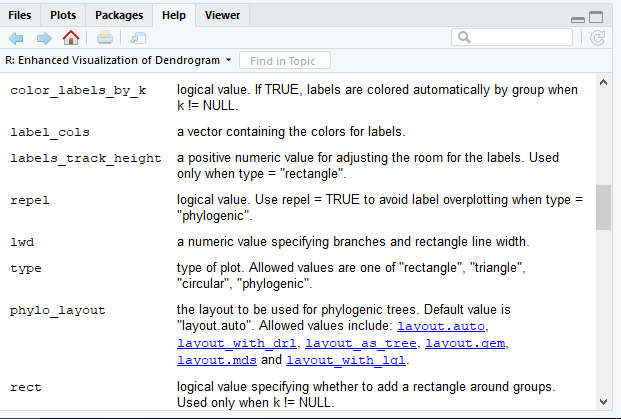 Files Plots Packages Help Viewer
R: Enhanced Visualization of Dendrogram Find in Topic
color_labels_by_k logical value. If TRUE, labels are colored automatically by group when
k != NULL.
label_cols a vector containing the colors for labels.
labels_track_height a positive numeric value for adjusting the room for the labels. Used
only when type = "rectangle".
repel logical value. Use repel = TRUE to avoid label overplotting when type =
"phylogenic".
lwd a numeric value specifying branches and rectangle line width.
type type of plot. Allowed values are one of "rectangle", "triangle",
"circular", "phylogenic".
phylo_layout the layout to be used for phylogenic trees. Default value is
"layout.auto". Allowed values include: layout.auto,
layout_with_drl, layout_as_tree, layout.gem,
layout.mds and layout_with_lgl.
rect logical value specifying whether to add a rectangle around groups.
Used only when k != NULL.